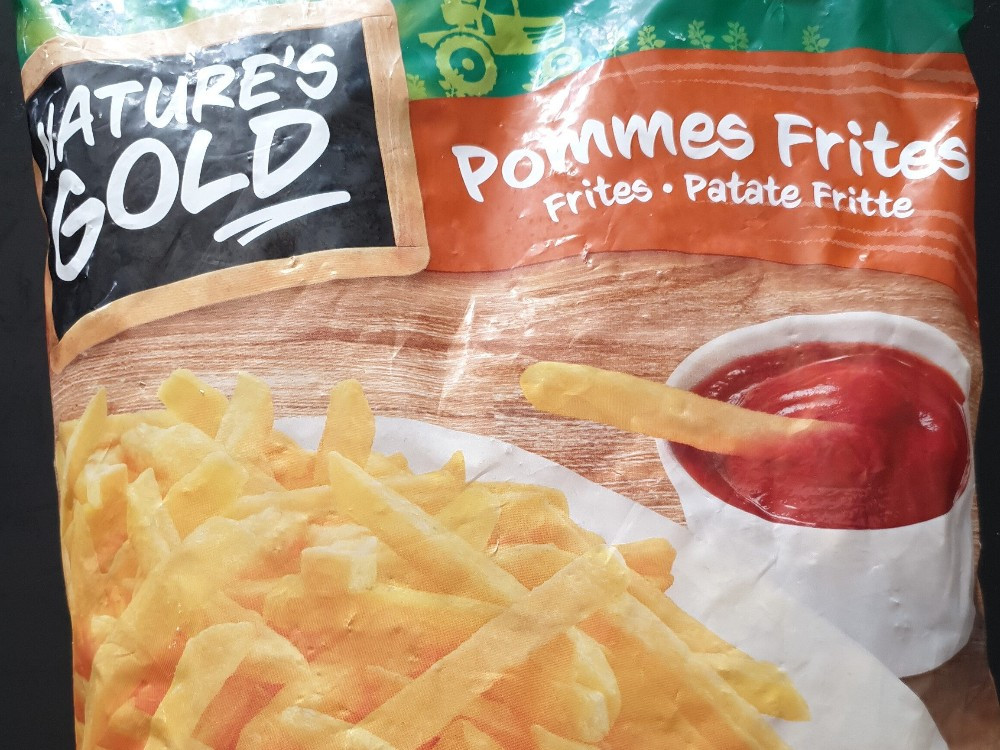 NATURE'S
GOLD
Pommes Frites
Frites • Patate Fritte